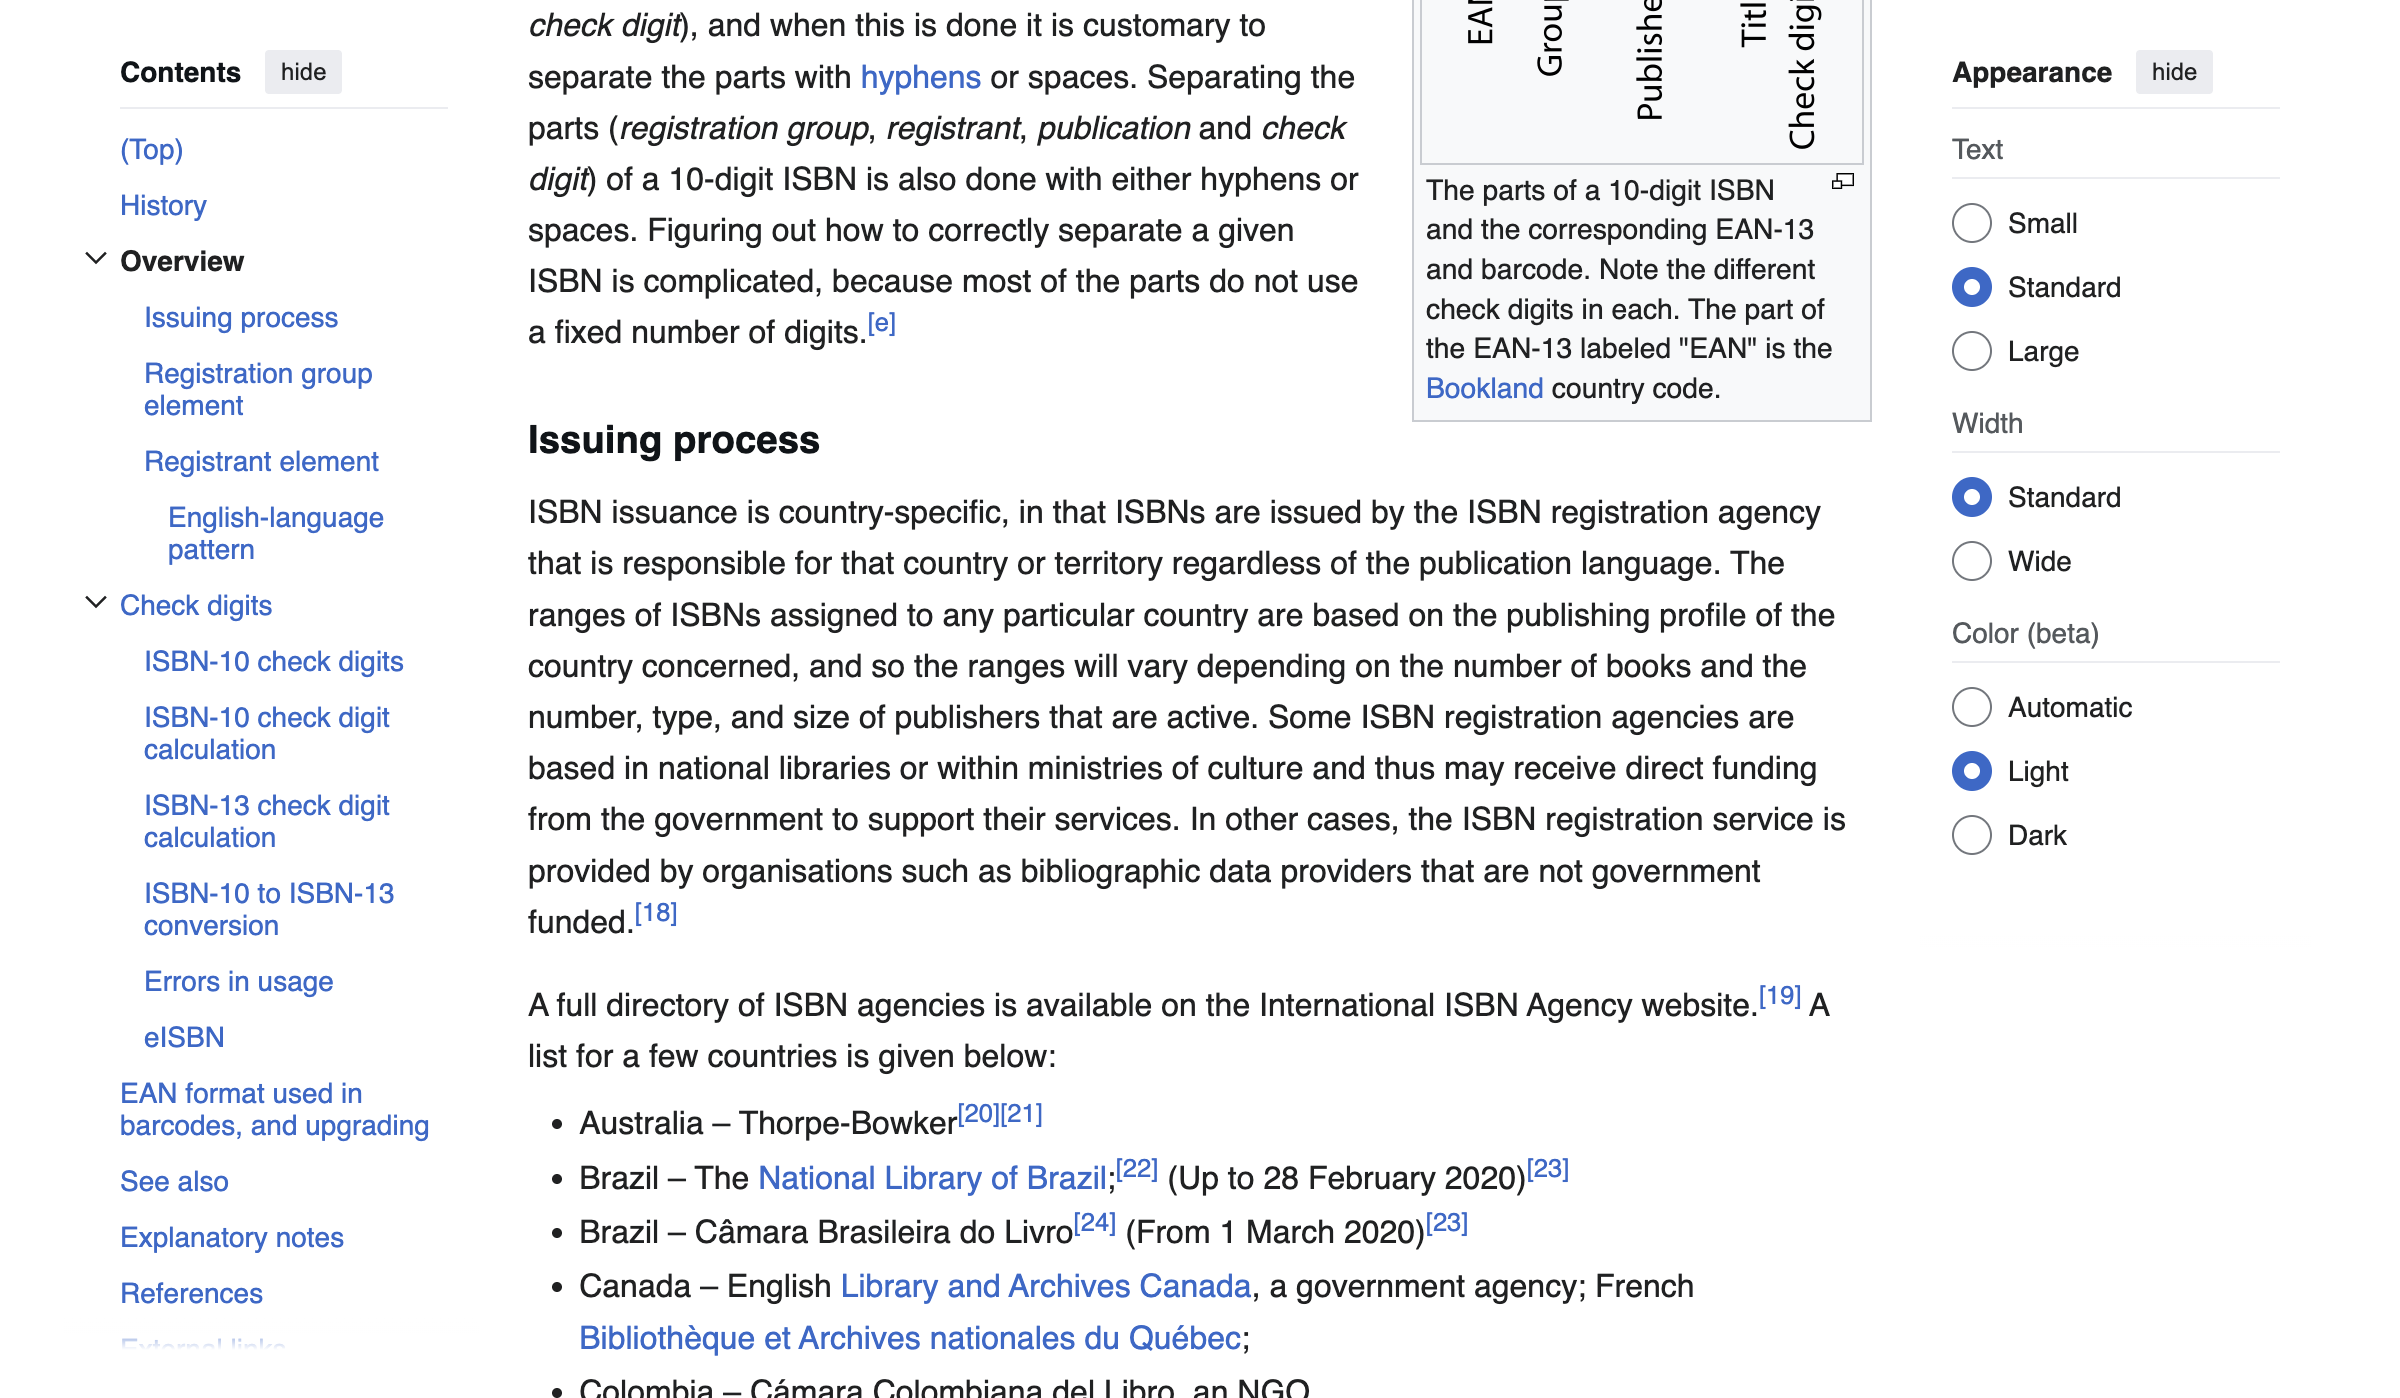 Contents hide
(Top)
History
Overview
Issuing process
Registration group
element
Registrant element
English-language
pattern
Check digits
ISBN-10 check digits
ISBN-10 check digit
calculation
ISBN-13 check digit
calculation
ISBN-10 to ISBN-13
conversion
Errors in usage
eISBN
EAN format used in
barcodes, and upgrading
See also
Explanatory notes
References
External links
check digit), and when this is done it is customary to
separate the parts with hyphens or spaces. Separating the
parts (registration group, registrant, publication and check
digit) of a 10-digit ISBN is also done with either hyphens or
spaces. Figuring out how to correctly separate a given
ISBN is complicated, because most of the parts do not use
a fixed number of digits.[e]
Check digi
The parts of a 10-digit ISBN
and the corresponding EAN-13
and barcode. Note the different
check digits in each. The part of
the EAN-13 labeled "EAN" is the
Bookland country code.
Issuing process
ISBN issuance is country-specific, in that ISBNs are issued by the ISBN registration agency
that is responsible for that country or territory regardless of the publication language. The
ranges of ISBNs assigned to any particular country are based on the publishing profile of the
country concerned, and so the ranges will vary depending on the number of books and the
number, type, and size of publishers that are active. Some ISBN registration agencies are
based in national libraries or within ministries of culture and thus may receive direct funding
from the government to support their services. In other cases, the ISBN registration service is
provided by organisations such as bibliographic data providers that are not government
funded.[18]
A full directory of ISBN agencies is available on the International ISBN Agency website.[19] A
list for a few countries is given below:
• Australia – Thorpe-Bowker[20][21]
• Brazil – The National Library of Brazil;[22] (Up to 28 February 2020)[23]
• Brazil – Câmara Brasileira do Livro[24] (From 1 March 2020)[23]
• Canada – English Library and Archives Canada, a government agency; French
Bibliothèque et Archives nationales du Québec;
• Colombia – Cámara Colombiana del Libro, an NGO
Appearance hide
Text
Small
Standard
Large
Width
Standard
Wide
Color (beta)
Automatic
Light
Dark